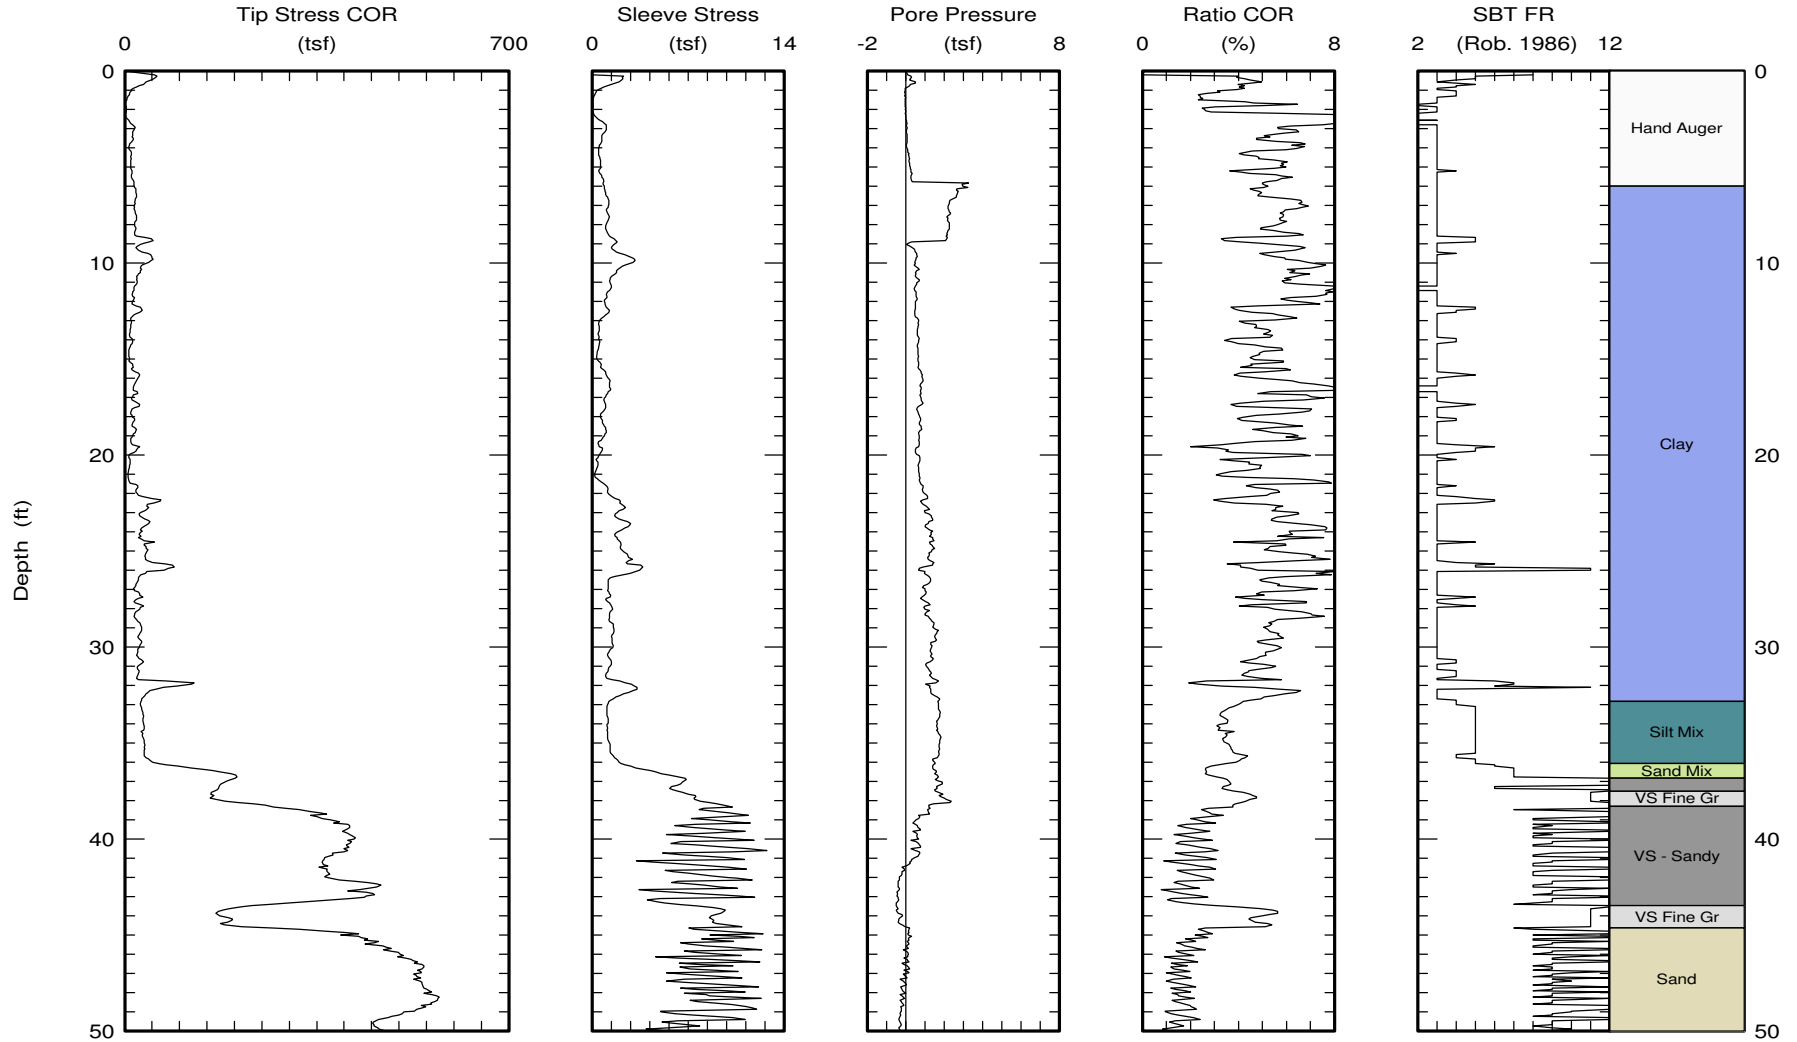 Tip Stress COR Sleeve Stress Pore Pressure Ratio COR SBT FR
0 (tsf) 700 0 (tsf) 14 -2 (tsf) 8 0 (%) 8 2 (Rob. 1986) 12
0 0
Hand Auger
10 10
Clay
20 20
Depth (ft)
30 30
Silt Mix
Sand Mix
VS Fine Gr
40 40
VS - Sandy
VS Fine Gr
Sand
50 50